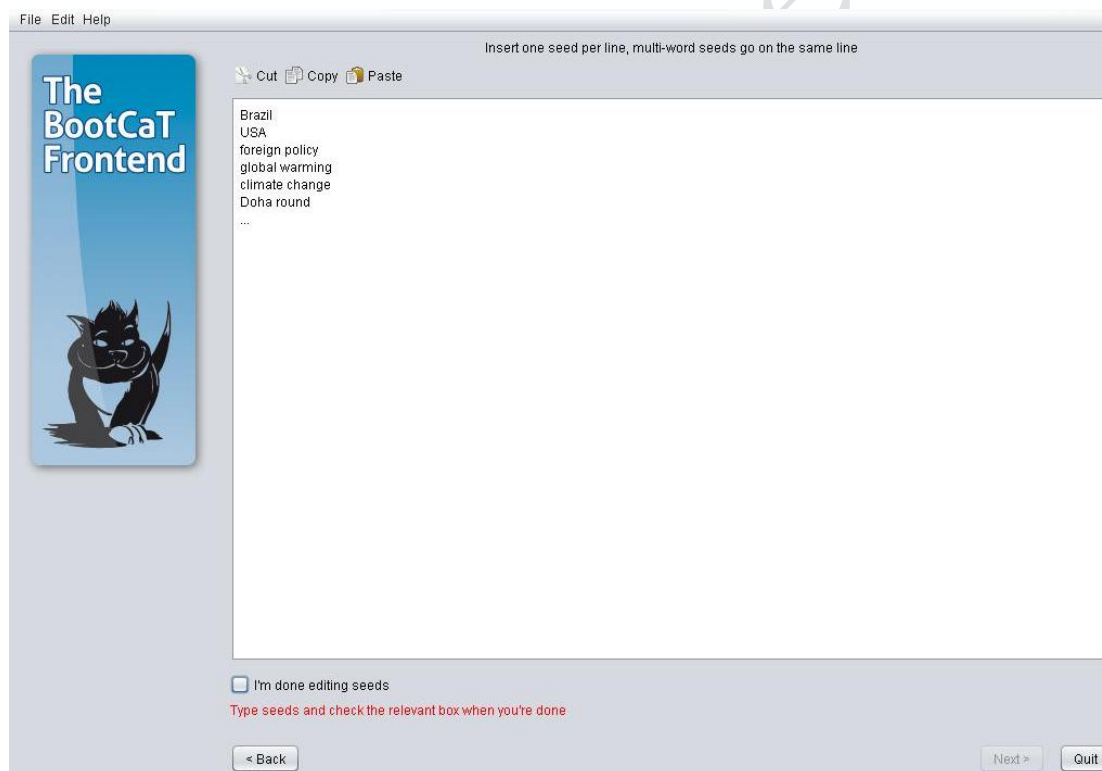 File Edit Help
Insert one seed per line, multi-word seeds go on the same line
Cut Copy Paste
The
BootCaT
Frontend
Brazil
USA
foreign policy
global warming
climate change
Doha round
...
I'm done editing seeds
Type seeds and check the relevant box when you're done
< Back Next > Quit